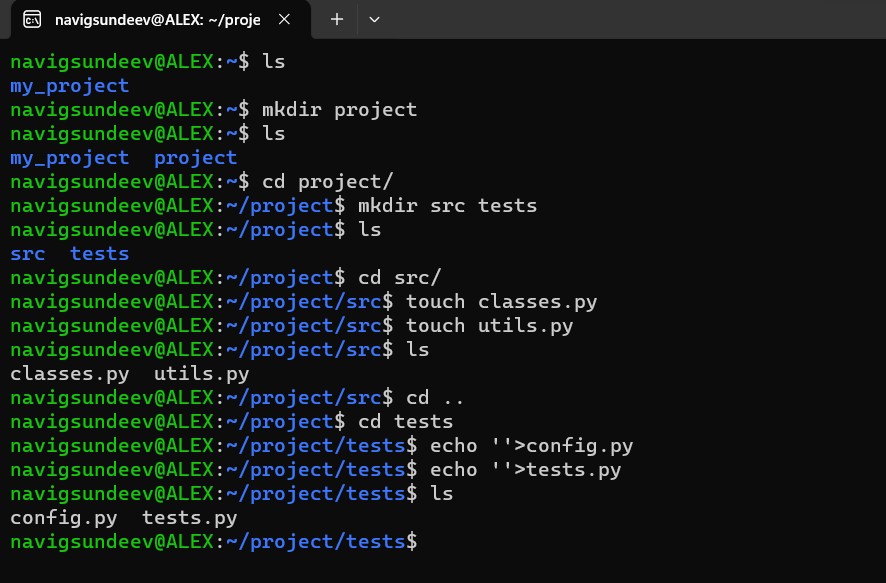 navigsundeev@ALEX: ~/proje
navigsundeev@ALEX:~$ ls
my_project
navigsundeev@ALEX:~$ mkdir project
navigsundeev@ALEX:~$ ls
my_project  project
navigsundeev@ALEX:~$ cd project/
navigsundeev@ALEX:~/project$ mkdir src tests
navigsundeev@ALEX:~/project$ ls
src  tests
navigsundeev@ALEX:~/project$ cd src/
navigsundeev@ALEX:~/project/src$ touch classes.py
navigsundeev@ALEX:~/project/src$ touch utils.py
navigsundeev@ALEX:~/project/src$ ls
classes.py  utils.py
navigsundeev@ALEX:~/project/src$ cd ..
navigsundeev@ALEX:~/project$ cd tests
navigsundeev@ALEX:~/project/tests$ echo ''>config.py
navigsundeev@ALEX:~/project/tests$ echo ''>tests.py
navigsundeev@ALEX:~/project/tests$ ls
config.py  tests.py
navigsundeev@ALEX:~/project/tests$